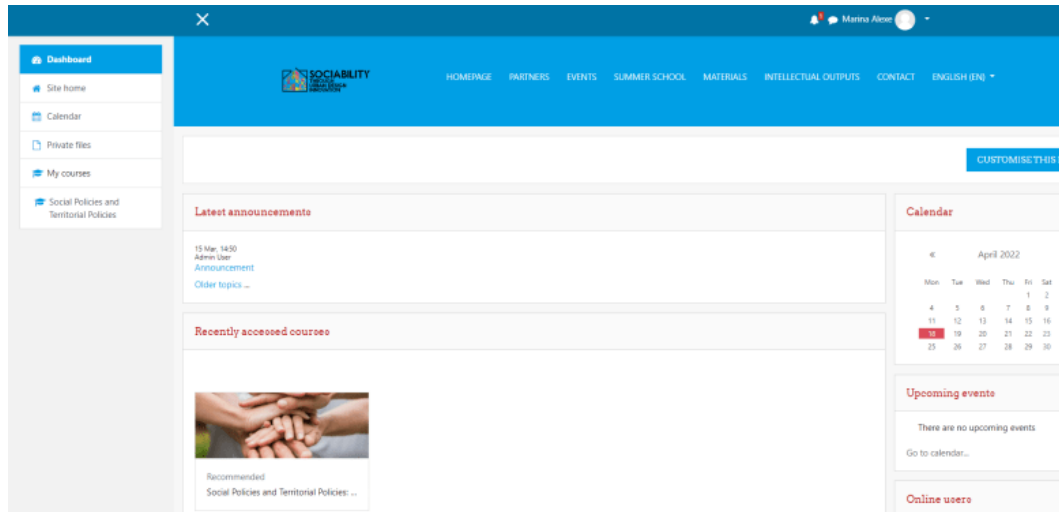 Marina Alexe
Dashboard
Site home
Calendar
Private files
My courses
Social Policies and
Territorial Policies
SOCIABILITY
THROUGH
URBAN DESIGN
INNOVATION
HOMEPAGE PARTNERS EVENTS SUMMER SCHOOL MATERIALS INTELLECTUAL OUTPUTS CONTACT ENGLISH (EN)
CUSTOMISE THIS
Latest announcements
15 Mar, 14:50
Admin User
Announcement
Older topics ...
Recently accessed courses
Recommended
Social Policies and Territorial Policies: ...
Calendar
« April 2022
Mon Tue Wed Thu Fri Sat
1 2
4 5 6 7 8 9
11 12 13 14 15 16
18 19 20 21 22 23
25 26 27 28 29 30
Upcoming events
There are no upcoming events
Go to calendar...
Online users